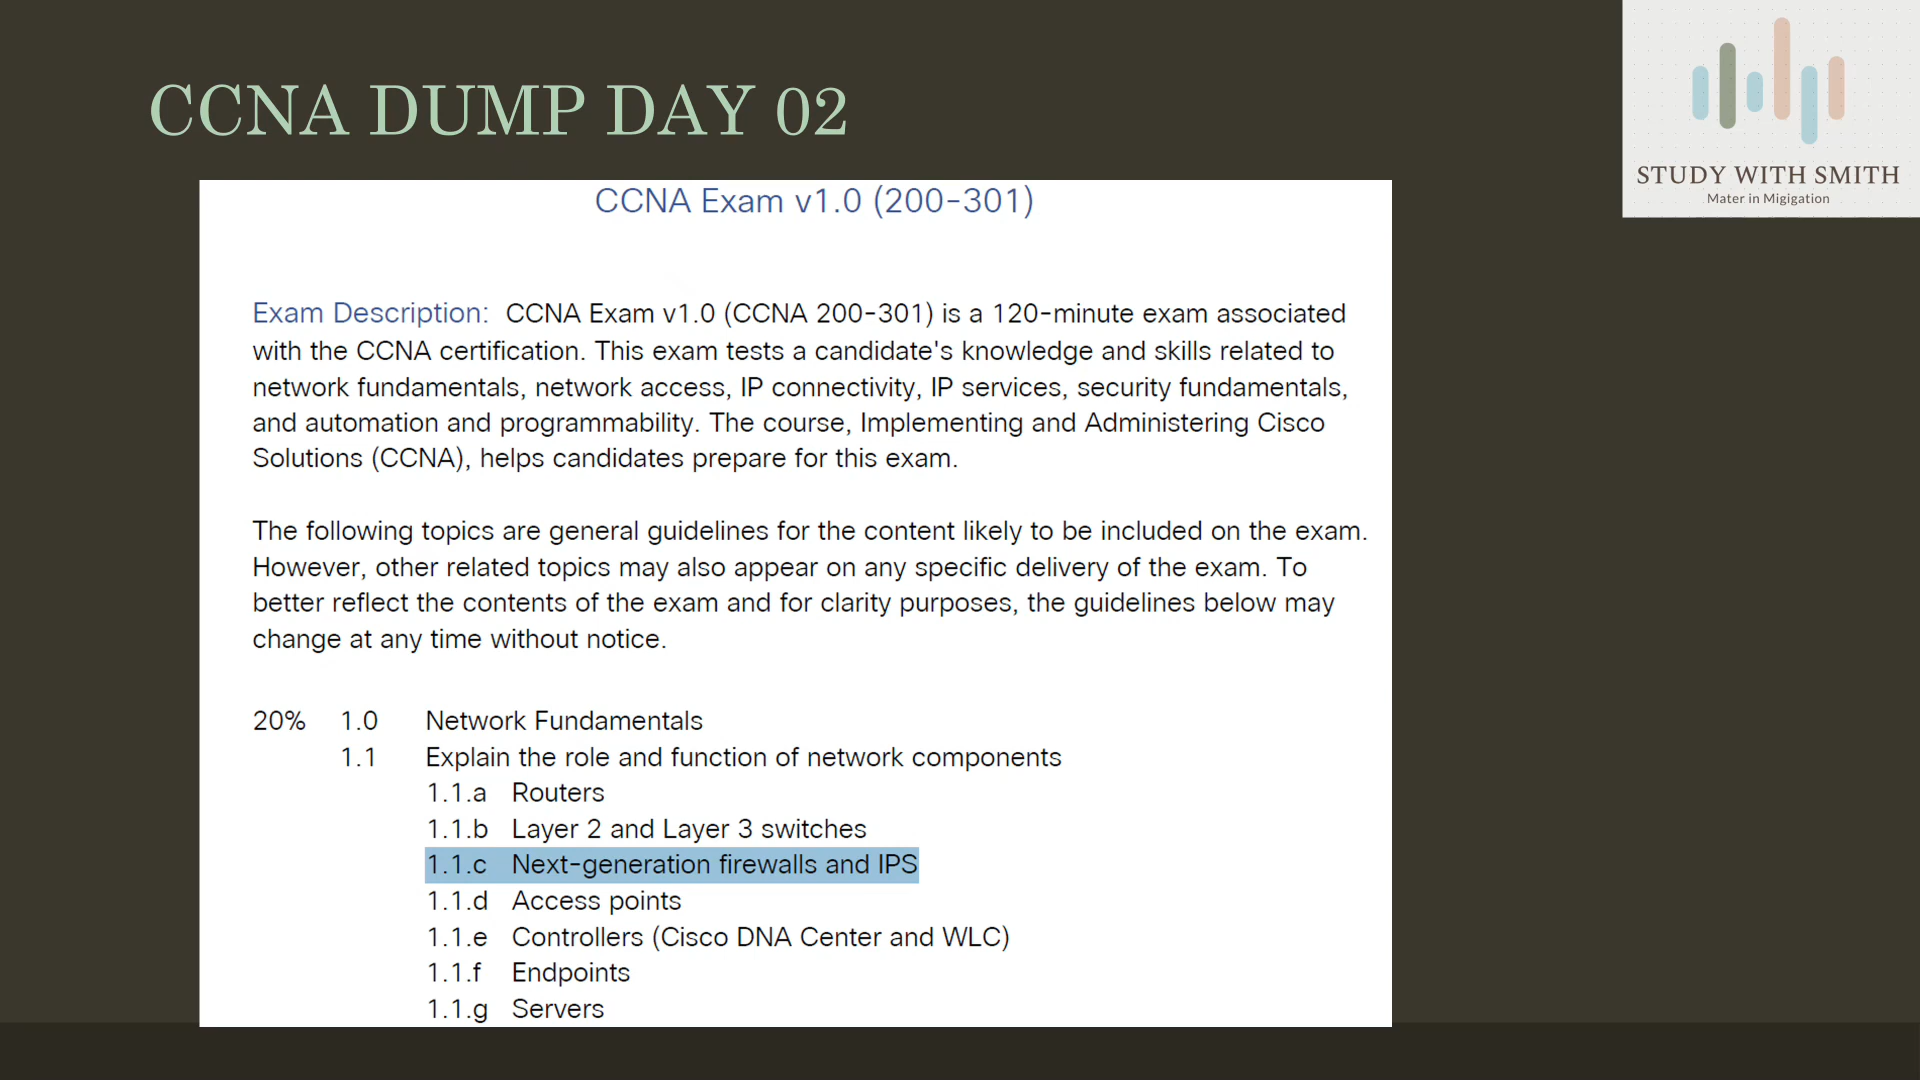 CCNA DUMP DAY 02
STUDY WITH SMITH
Mater in Migigation
CCNA Exam v1.0 (200-301)
Exam Description: CCNA Exam v1.0 (CCNA 200-301) is a 120-minute exam associated
with the CCNA certification. This exam tests a candidate's knowledge and skills related to
network fundamentals, network access, IP connectivity, IP services, security fundamentals,
and automation and programmability. The course, Implementing and Administering Cisco
Solutions (CCNA), helps candidates prepare for this exam.
The following topics are general guidelines for the content likely to be included on the exam.
However, other related topics may also appear on any specific delivery of the exam. To
better reflect the contents of the exam and for clarity purposes, the guidelines below may
change at any time without notice.
20% 1.0 Network Fundamentals
1.1 Explain the role and function of network components
1.1.a Routers
1.1.b Layer 2 and Layer 3 switches
1.1.c Next-generation firewalls and IPS
1.1.d Access points
1.1.e Controllers (Cisco DNA Center and WLC)
1.1.f Endpoints
1.1.g Servers